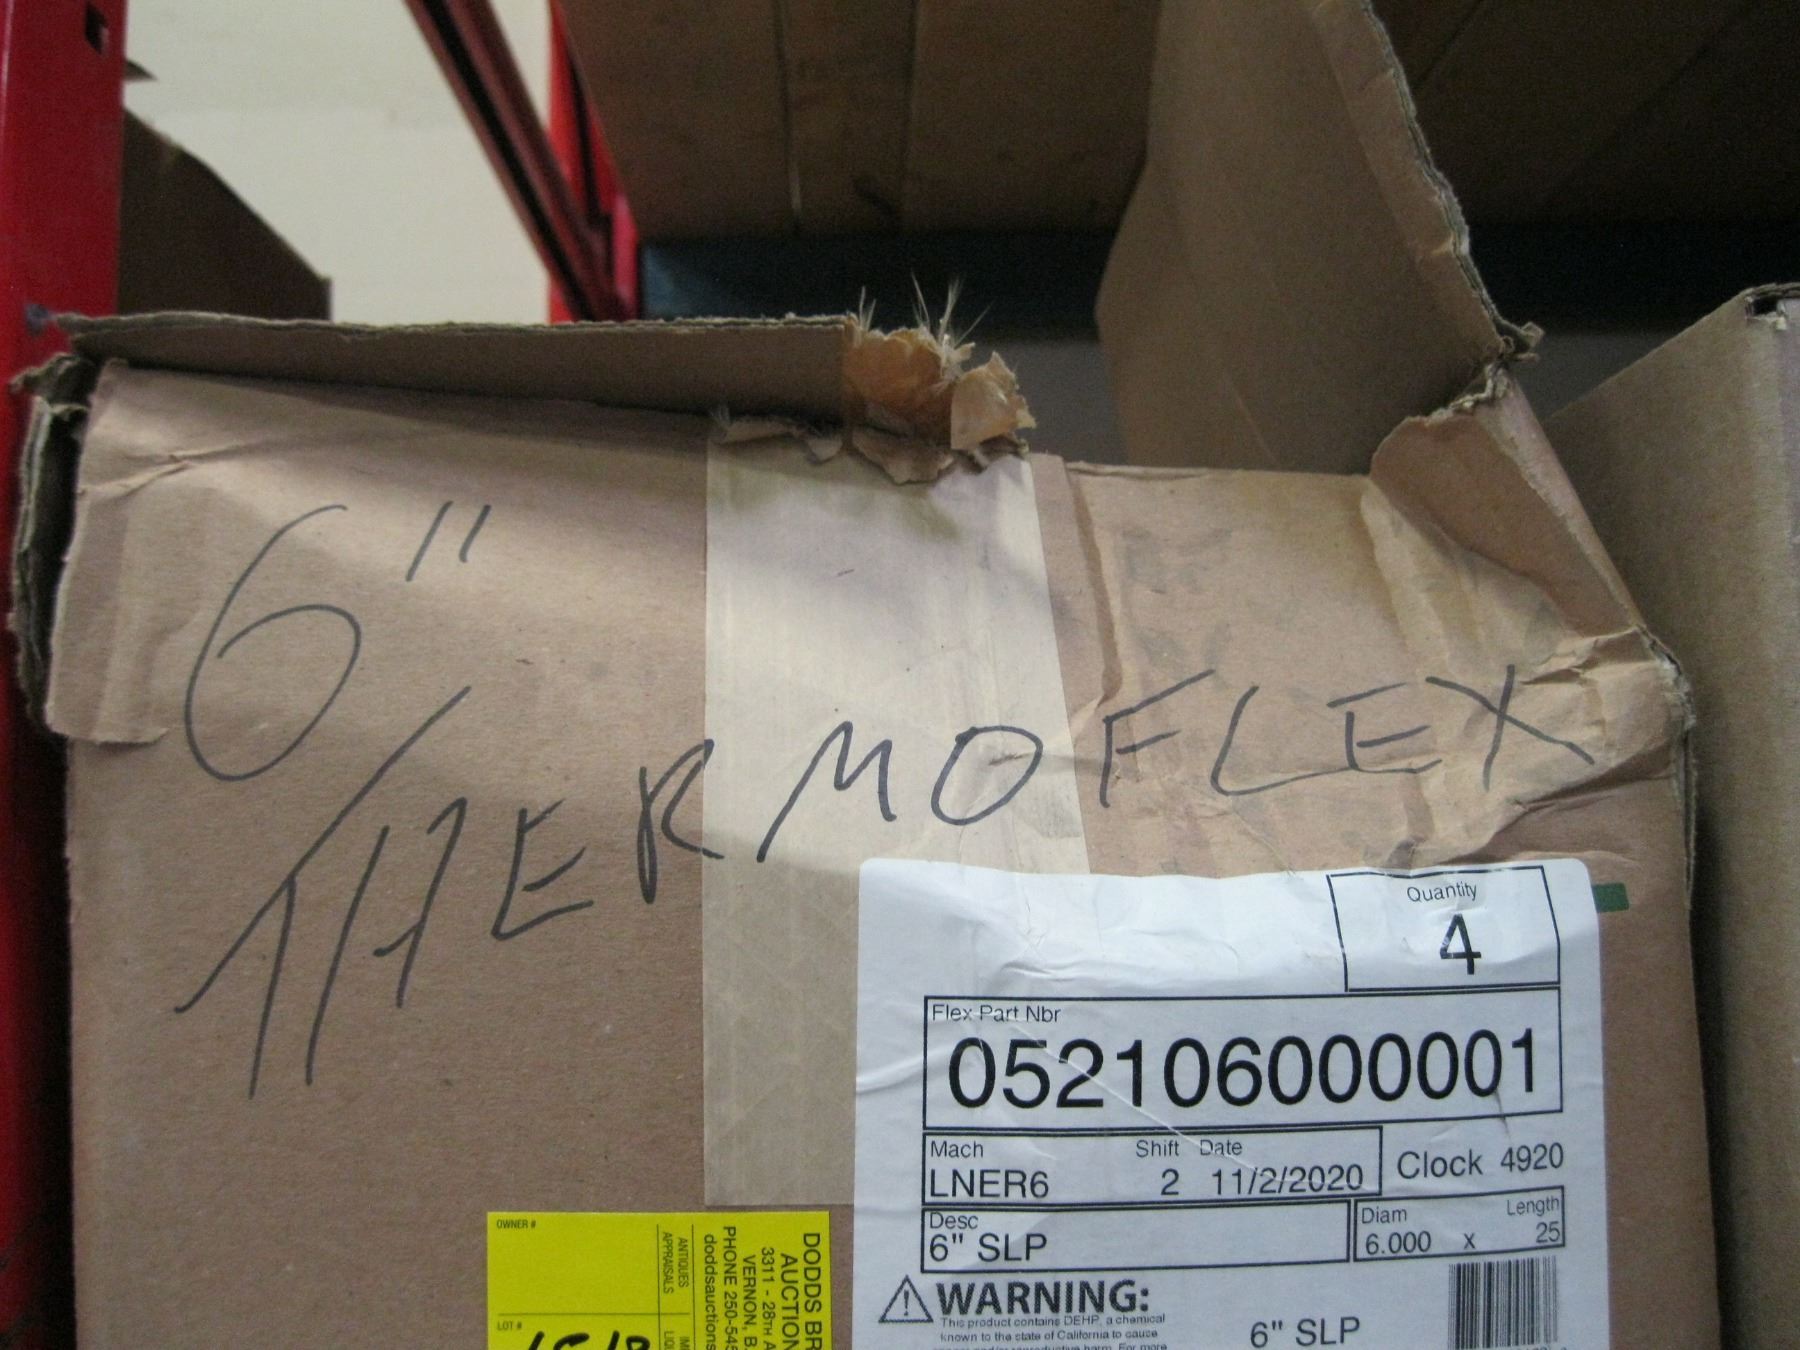 6"
THERMOFLEX
Quantity
4
Flex Part Nbr
052106000001
Mach Shift Date
LNER6 2 11/2/2020
Clock 4920
Desc
6" SLP
Diam Length
6.000 x 25
WARNING:
This product contains DEHP, a chemical
known to the state of California to cause
6" SLP
OWNER #
LOT #
ANTIQUES
APPRAISALS
DODDS BR
AUCTION
3311 - 28TH A
VERNON, B.
PHONE 250-545
doddsauction